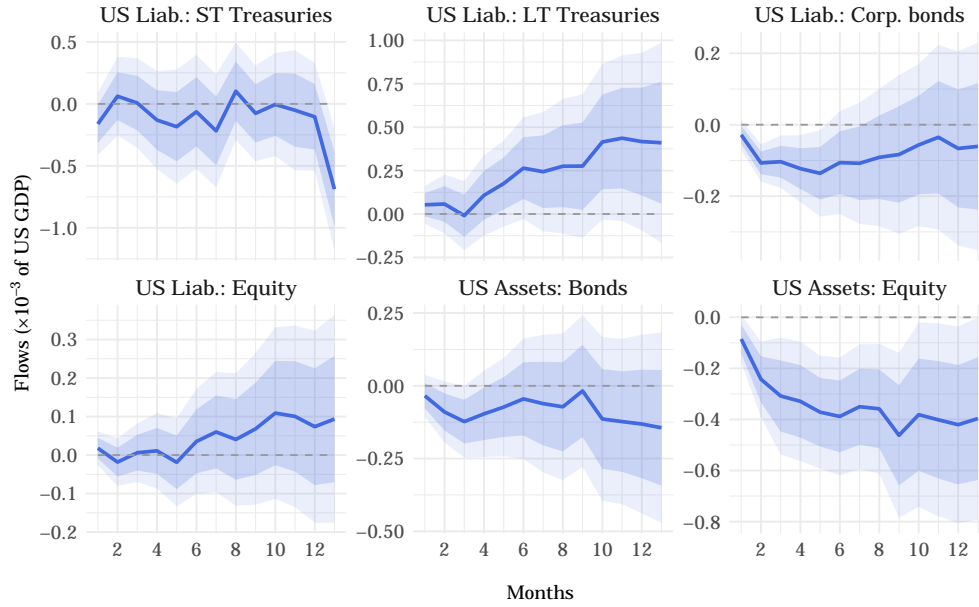 US Liab.: ST Treasuries
US Liab.: LT Treasuries
US Liab.: Corp. bonds
0.5
0.0
−0.5
−1.0
1.00
0.75
0.50
0.25
0.00
−0.25
0.2
0.0
−0.2
US Liab.: Equity
US Assets: Bonds
US Assets: Equity
0.3
0.2
0.1
0.0
−0.1
−0.2
0.25
0.00
−0.25
−0.50
0.0
−0.2
−0.4
−0.6
−0.8
2 4 6 8 10 12
2 4 6 8 10 12
2 4 6 8 10 12
Flows (×10⁻³ of US GDP)
Months